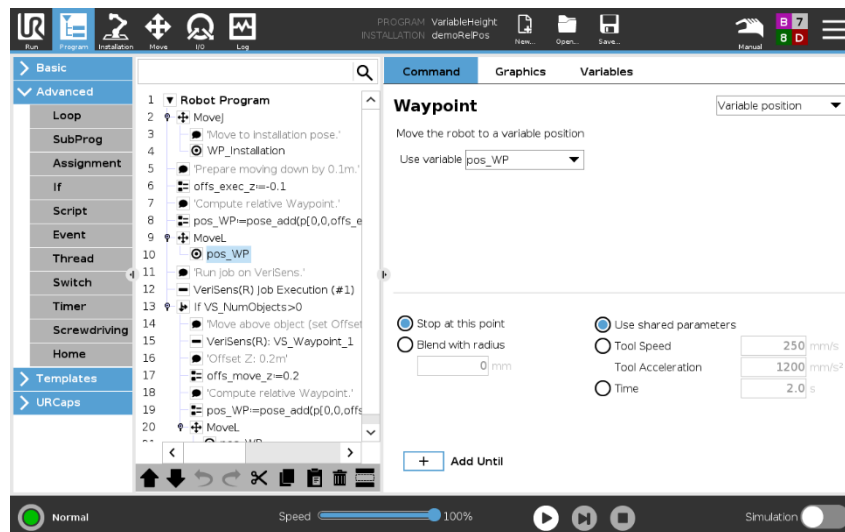 UR
PROGRAM VariableHeight
INSTALLATION demoRelPos
Run Program Installation Move I/O Log New... Open... Save... Manual
B 7
8 D
Basic
Advanced
Loop
SubProg
Assignment
If
Script
Event
Thread
Switch
Timer
Screwdriving
Home
Templates
URCaps
1 Robot Program
2 MoveJ
3 'Move to installation pose.'
4 WP_Installation
5 'Prepare moving down by 0.1m.'
6 offs_exec_z≔-0.1
7 'Compute relative Waypoint.'
8 pos_WP≔pose_add(p[0,0,offs_e
9 MoveL
10 pos_WP
11 'Run job on VeriSens.'
12 VeriSens(R) Job Execution (#1)
13 If VS_NumObjects>0
14 'Move above object (set Offset
15 VeriSens(R): VS_Waypoint_1
16 'Offset Z: 0.2m'
17 offs_move_z≔0.2
18 'Compute relative Waypoint.'
19 pos_WP≔pose_add(p[0,0,offs
20 MoveL
Command Graphics Variables
Waypoint
Variable position
Move the robot to a variable position
Use variable pos_WP
Stop at this point
Blend with radius
0 mm
Use shared parameters
Tool Speed 250 mm/s
Tool Acceleration 1200 mm/s²
Time 2.0 s
+ Add Until
Normal
Speed 100%
Simulation